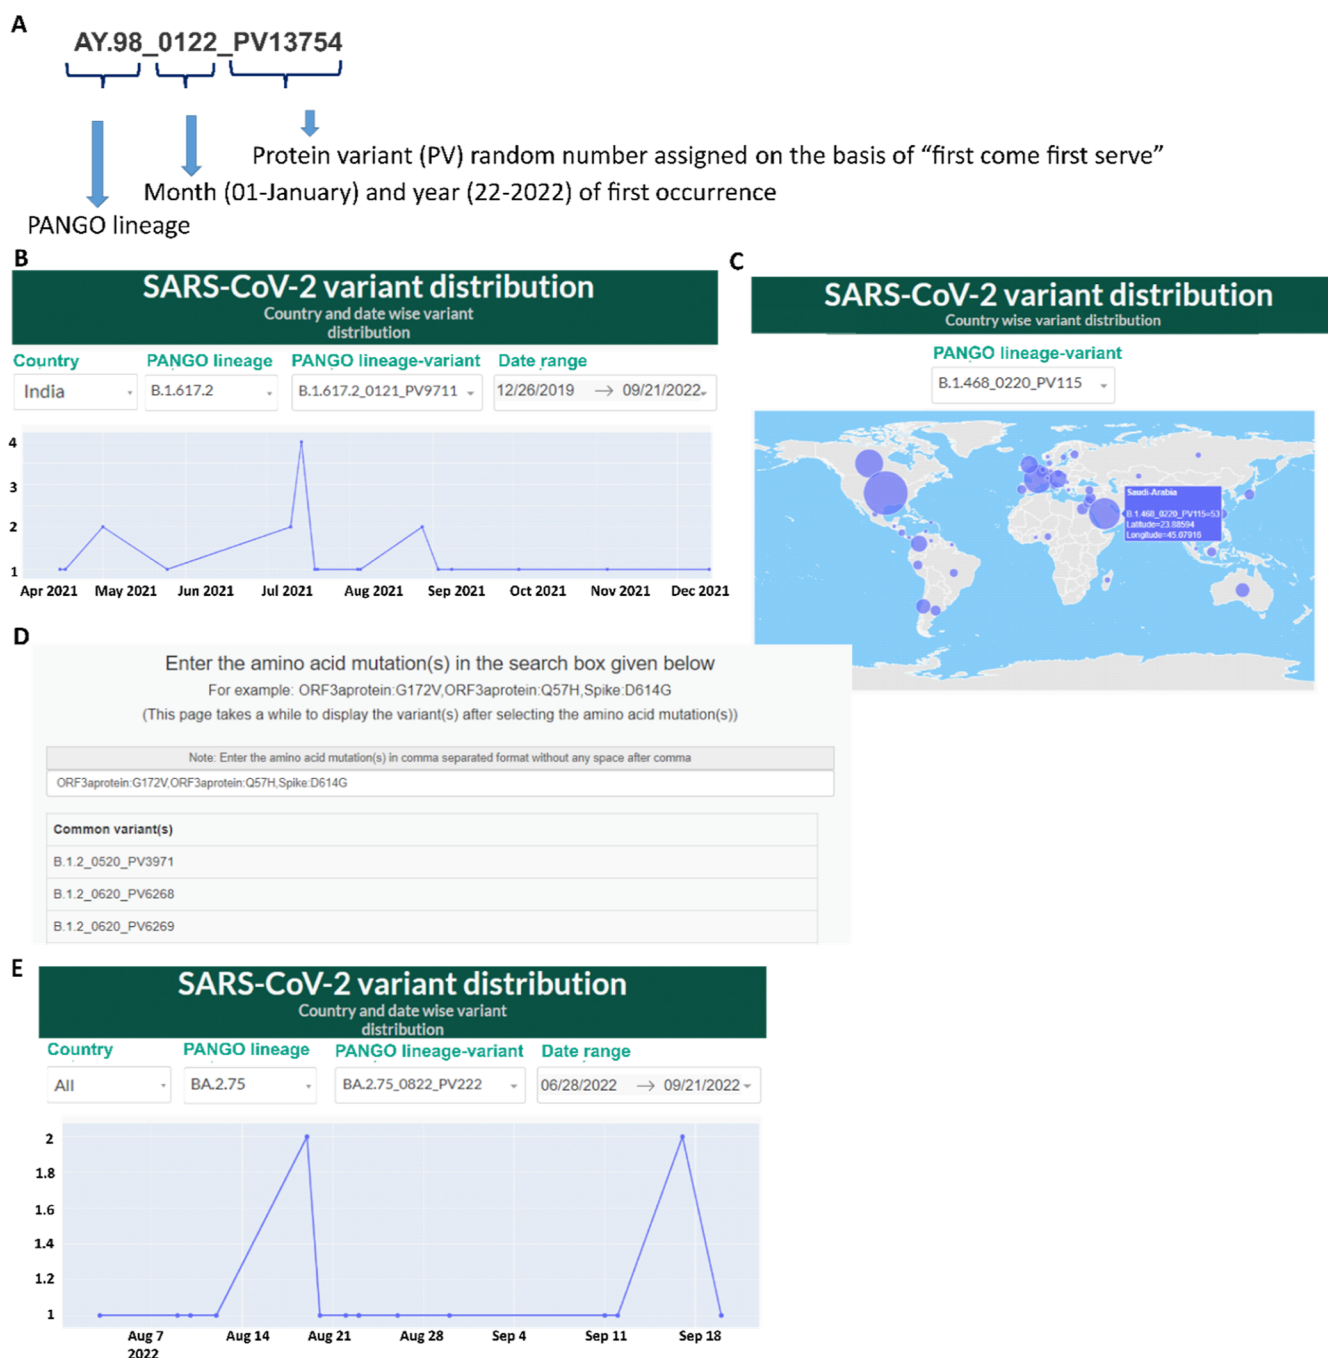 A
AY.98_0122_PV13754
Protein variant (PV) random number assigned on the basis of “first come first serve”
Month (01-January) and year (22-2022) of first occurrence
PANGO lineage
B
SARS-CoV-2 variant distribution
Country and date wise variant
distribution
Country PANGO lineage PANGO lineage-variant Date range
India B.1.617.2 B.1.617.2_0121_PV9711 12/26/2019 → 09/21/2022
4
3
2
1
Apr 2021 May 2021 Jun 2021 Jul 2021 Aug 2021 Sep 2021 Oct 2021 Nov 2021 Dec 2021
C
SARS-CoV-2 variant distribution
Country wise variant distribution
PANGO lineage-variant
B.1.468_0220_PV115
Saudi-Arabia
B.1.468_0220_PV115=53
Latitude=23.88594
Longitude=45.07916
D
Enter the amino acid mutation(s) in the search box given below
For example: ORF3aprotein:G172V,ORF3aprotein:Q57H,Spike:D614G
(This page takes a while to display the variant(s) after selecting the amino acid mutation(s))
Note: Enter the amino acid mutation(s) in comma separated format without any space after comma
ORF3aprotein:G172V,ORF3aprotein:Q57H,Spike:D614G
Common variant(s)
B.1.2_0520_PV3971
B.1.2_0620_PV6268
B.1.2_0620_PV6269
E
SARS-CoV-2 variant distribution
Country and date wise variant
distribution
Country PANGO lineage PANGO lineage-variant Date range
All BA.2.75 BA.2.75_0822_PV222 06/28/2022 → 09/21/2022
2
1.8
1.6
1.4
1.2
1
Aug 7 Aug 14 Aug 21 Aug 28 Sep 4 Sep 11 Sep 18
2022